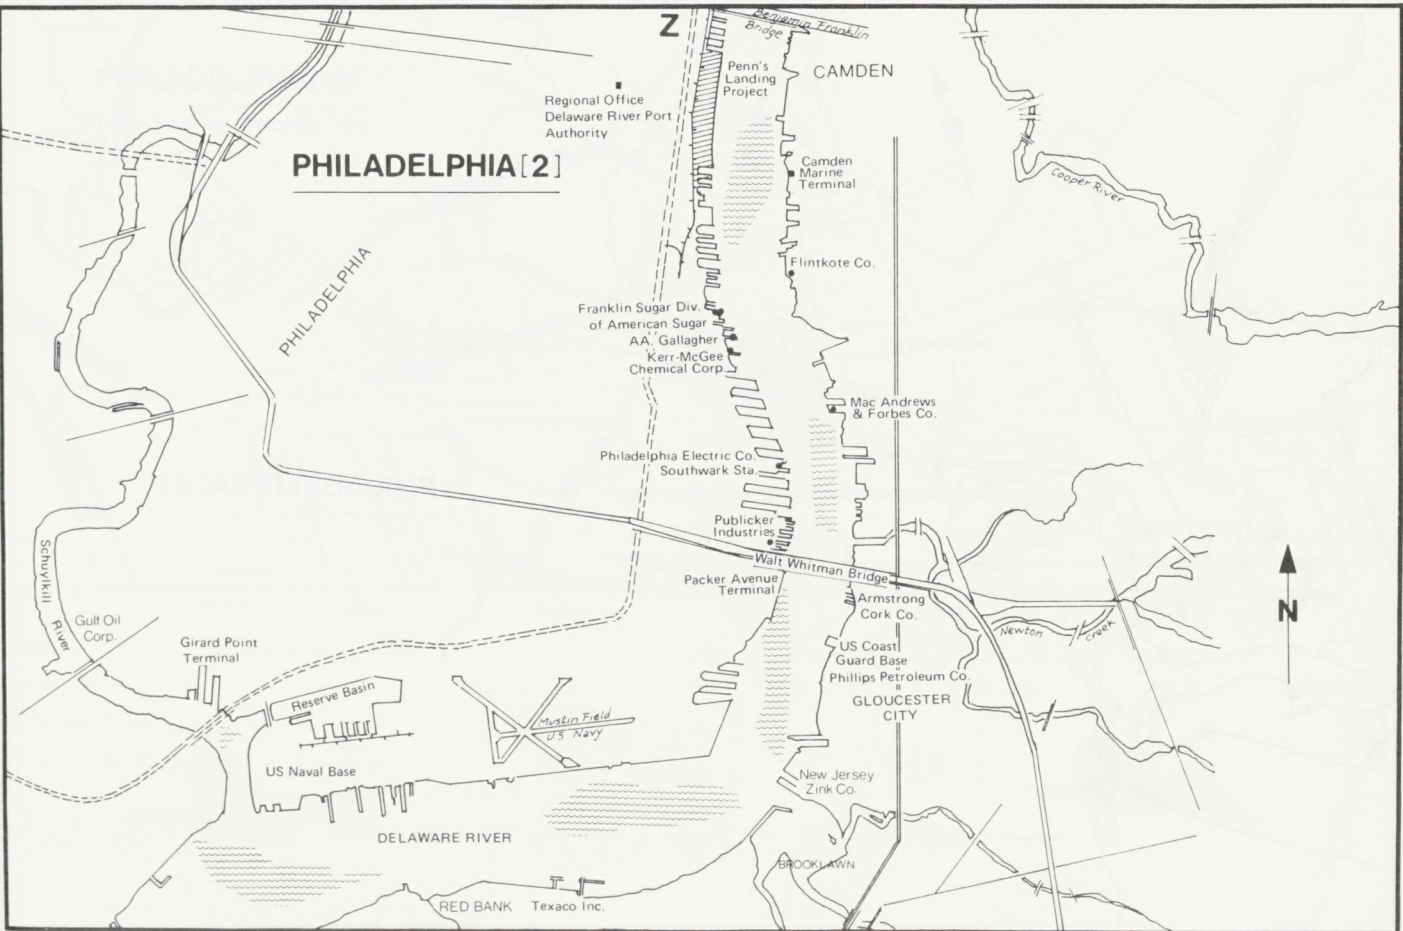 Z
Benjamin Franklin
Bridge
Penn's
Landing
Project
CAMDEN
Regional Office
Delaware River Port
Authority
PHILADELPHIA [2]
Camden
Marine
Terminal
Cooper River
PHILADELPHIA
Flintkote Co.
Franklin Sugar Div.
of American Sugar
AA. Gallagher
Kerr-McGee
Chemical Corp.
Mac Andrews
& Forbes Co.
Philadelphia Electric Co.
Southwark Sta.
Publicker
Industries
Walt Whitman Bridge
Packer Avenue
Terminal
Armstrong
Cork Co.
Newton Creek
N
Schuylkill River
Gulf Oil
Corp.
Girard Point
Terminal
US Coast
Guard Base
Phillips Petroleum Co.
GLOUCESTER
CITY
Reserve Basin
Mustin Field
U.S. Navy
US Naval Base
New Jersey
Zink Co.
DELAWARE RIVER
BROOKLAWN
RED BANK
Texaco Inc.